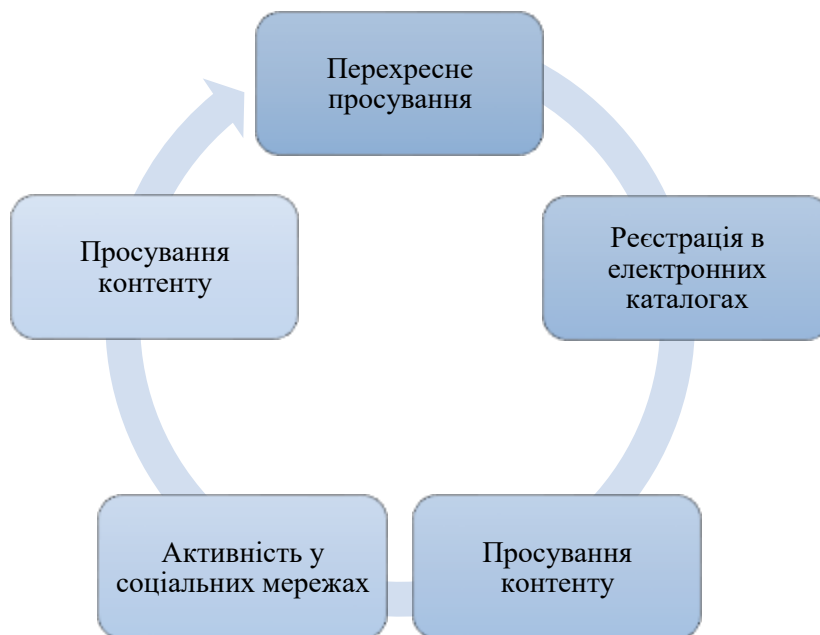 Перехресне
просування
Реєстрація в
електронних
каталогах
Просування
контенту
Активність у
соціальних мережах
Просування
контенту